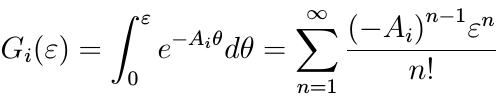 $G_i(\varepsilon) = \int_0^{\varepsilon} e^{-A_i\theta} d\theta = \sum_{n=1}^{\infty} \frac{(-A_i)^{n-1}\varepsilon^n}{n!}$